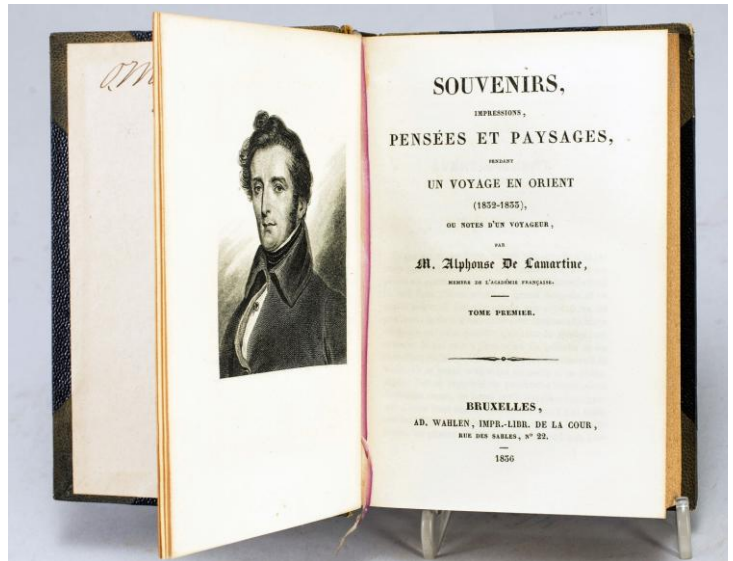 SOUVENIRS,
IMPRESSIONS,
PENSÉES ET PAYSAGES,
PENDANT
UN VOYAGE EN ORIENT
(1832-1833),
OU NOTES D'UN VOYAGEUR,
PAR
M. Alphonse De Lamartine,
MEMBRE DE L'ACADÉMIE FRANÇAISE.
TOME PREMIER.
BRUXELLES,
AD. WAHLEN, IMPR.-LIBR. DE LA COUR,
RUE DES SABLES, Nº 22.
1836